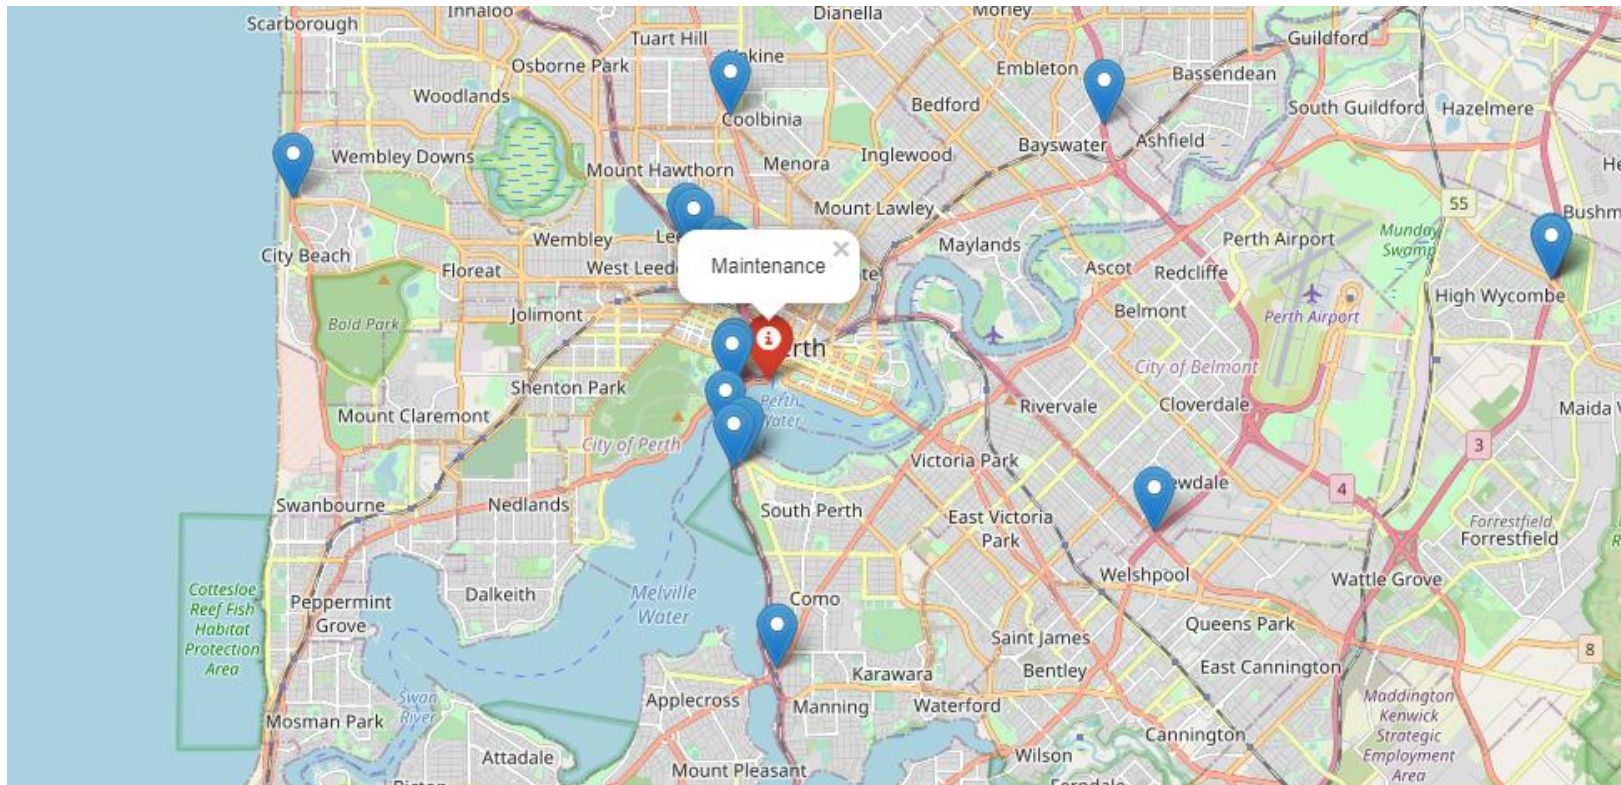 Scarborough
Innaloo
Tuart Hill
Dianella
Morley
Guildford
Osborne Park
Embleton
Bassendean
Woodlands
Bedford
South Guildford
Hazelmere
Coolbinia
Wembley Downs
Mount Hawthorn
Menora
Inglewood
Bayswater
Ashfield
Mount Lawley
55
City Beach
Wembley
Maylands
Perth Airport
Munday
Swamp
Floreat
Maintenance
×
Ascot
Redcliffe
High Wycombe
Bold Park
Jolimont
Belmont
Perth Airport
City of Belmont
Shenton Park
Perth
Water
Rivervale
Cloverdale
Mount Claremont
City of Perth
3
Victoria Park
4
Swanbourne
Nedlands
South Perth
East Victoria
Park
Forrestfield
Forrestfield
Welshpool
Wattle Grove
Cottesloe
Reef Fish
Habitat
Protection
Area
Peppermint
Grove
Dalkeith
Melville
Water
Como
Saint James
Queens Park
8
Bentley
East Cannington
Karawara
Swan
River
Applecross
Manning
Waterford
Maddington
Kenwick
Strategic
Employment
Area
Mosman Park
Attadale
Mount Pleasant
Wilson
Cannington